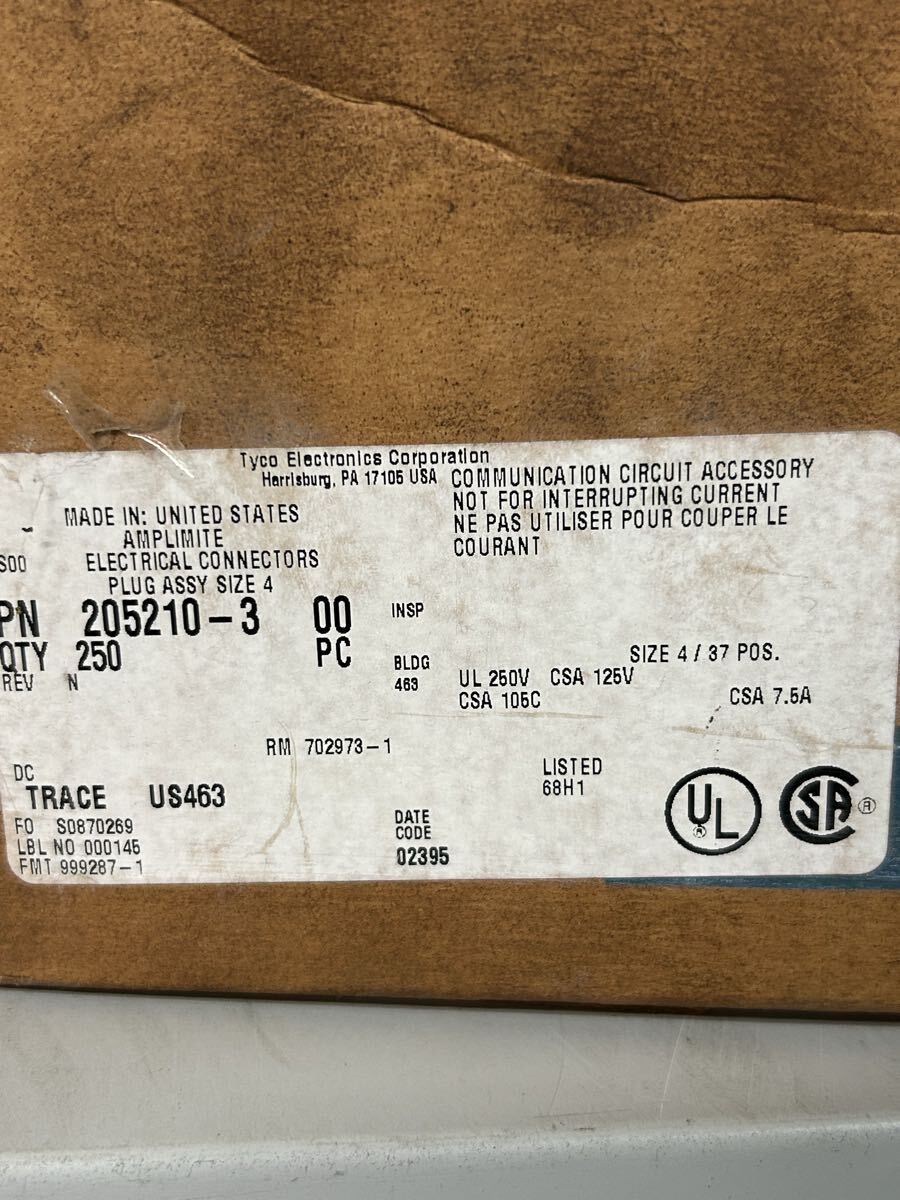 Tyco Electronics Corporation
Harrisburg, PA 17105 USA
COMMUNICATION CIRCUIT ACCESSORY
NOT FOR INTERRUPTING CURRENT
NE PAS UTILISER POUR COUPER LE
COURANT
MADE IN: UNITED STATES
AMPLIMITE
S00 ELECTRICAL CONNECTORS
PLUG ASSY SIZE 4
PN 205210-3 00 INSP
QTY 250 PC BLDG
REV N 463
SIZE 4 / 37 POS.
UL 250V CSA 125V
CSA 105C CSA 7.5A
RM 702973-1
DC
TRACE US463
LISTED
68H1
FO S0870269
LBL NO 000145
FMT 999287-1
DATE
CODE
02395
UL ®
CSA ®